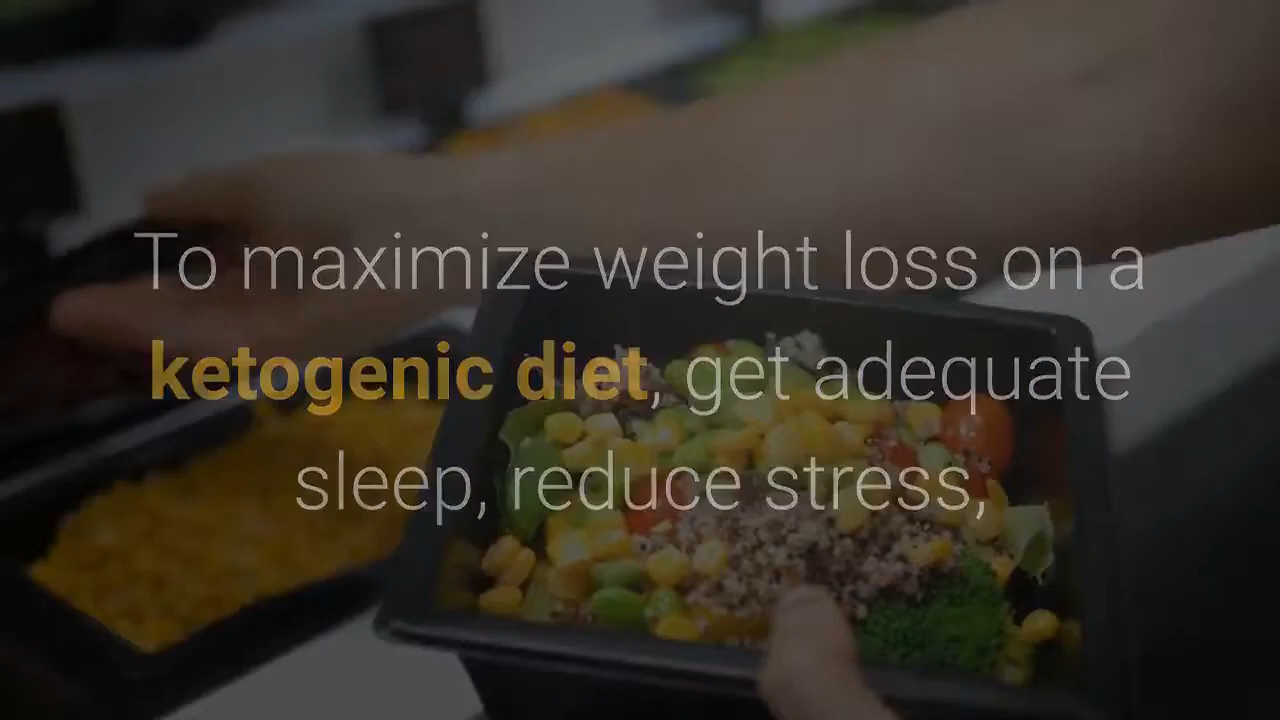 To maximize weight loss on a
ketogenic diet, get adequate
sleep, reduce stress,